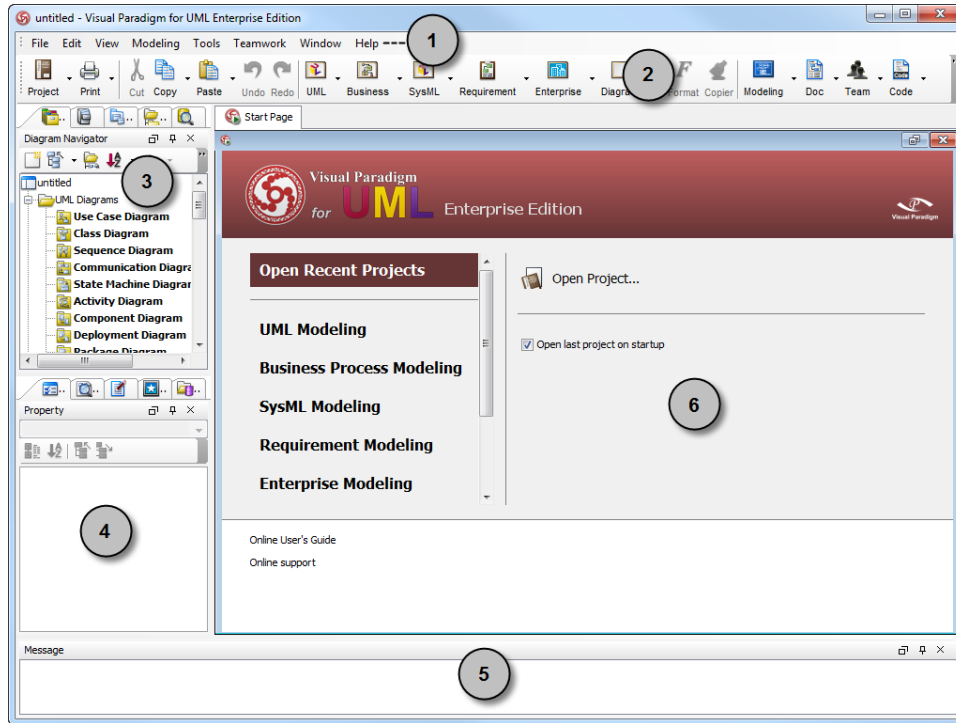 untitled - Visual Paradigm for UML Enterprise Edition
File Edit View Modeling Tools Teamwork Window Help
1
Project Print Cut Copy Paste Undo Redo UML Business SysML Requirement Enterprise Format Copier Modeling Doc Team Code
2
Start Page
Diagram Navigator
3
untitled
UML Diagrams
Use Case Diagram
Class Diagram
Sequence Diagram
Communication Diagra
State Machine Diagran
Activity Diagram
Component Diagram
Deployment Diagram
Package Diagram
Visual Paradigm
for UML Enterprise Edition
Visual Paradigm
Open Recent Projects
UML Modeling
Business Process Modeling
SysML Modeling
Requirement Modeling
Enterprise Modeling
Open Project...
Open last project on startup
6
Property
4
Online User's Guide
Online support
Message
5